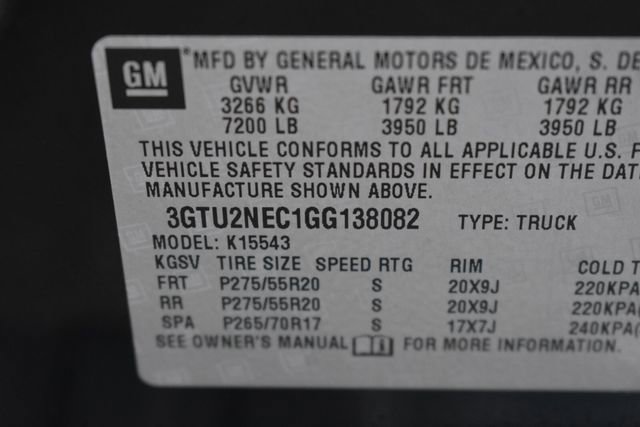 GM
MFD BY GENERAL MOTORS DE MEXICO, S. DE
GVWR GAWR FRT GAWR RR
3266 KG 1792 KG 1792 KG
7200 LB 3950 LB 3950 LB
THIS VEHICLE CONFORMS TO ALL APPLICABLE U.S. F
VEHICLE SAFETY STANDARDS IN EFFECT ON THE DAT
MANUFACTURE SHOWN ABOVE.
3GTU2NEC1GG138082 TYPE: TRUCK
MODEL: K15543
KGSV TIRE SIZE SPEED RTG RIM COLD T
FRT P275/55R20 S 20X9J 220KPA(
RR P275/55R20 S 20X9J 220KPA(
SPA P265/70R17 S 17X7J 240KPA(
SEE OWNER'S MANUAL FOR MORE INFORMATION.